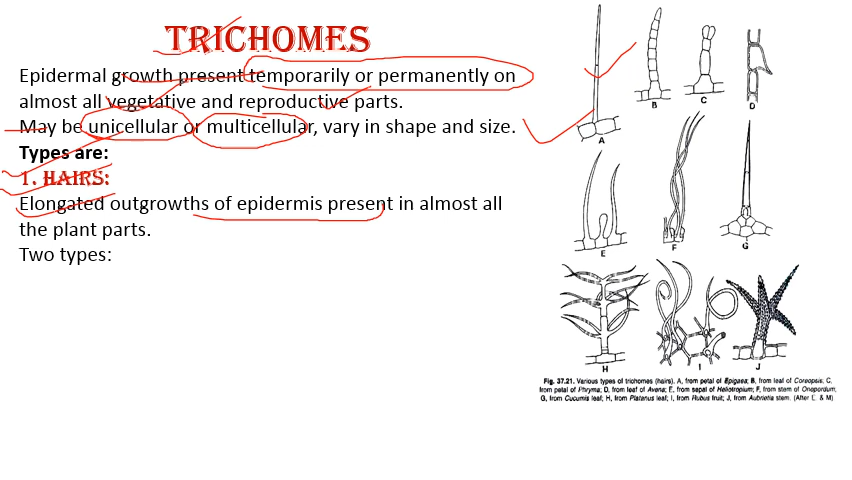 TRICHOMES
Epidermal growth present temporarily or permanently on
almost all vegetative and reproductive parts.
May be unicellular or multicellular, vary in shape and size.
Types are:
1. HAIRS:
Elongated outgrowths of epidermis present in almost all
the plant parts.
Two types:
A
B
C
D
E
F
G
H
I
J
Fig. 37.21. Various types of trichomes (hairs). A, from petal of Epigaea; B, from leaf of Coreopsis; C,
from petal of Phryma; D, from leaf of Avena; E, from sepal of Heliotropium; F, from stem of Onopordum,
G, from Cucumis leaf; H, from Platanus leaf; I, from Rubus fruit; J, from Aubrietia stem. (After E. & M)